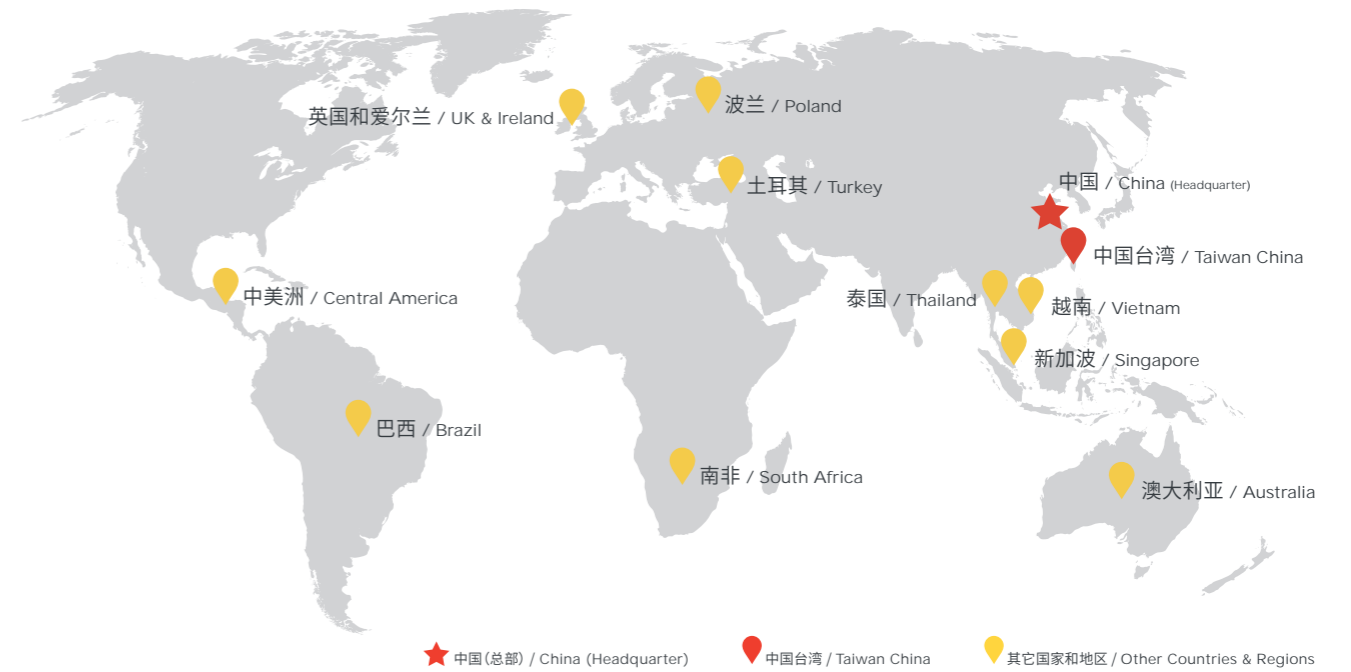 波兰 / Poland
英国和爱尔兰 / UK & Ireland
中国 / China (Headquarter)
土耳其 / Turkey
中国台湾 / Taiwan China
中美洲 / Central America
泰国 / Thailand
越南 / Vietnam
新加波 / Singapore
巴西 / Brazil
南非 / South Africa
澳大利亚 / Australia
中国(总部) / China (Headquarter)
中国台湾 / Taiwan China
其它国家和地区 / Other Countries & Regions